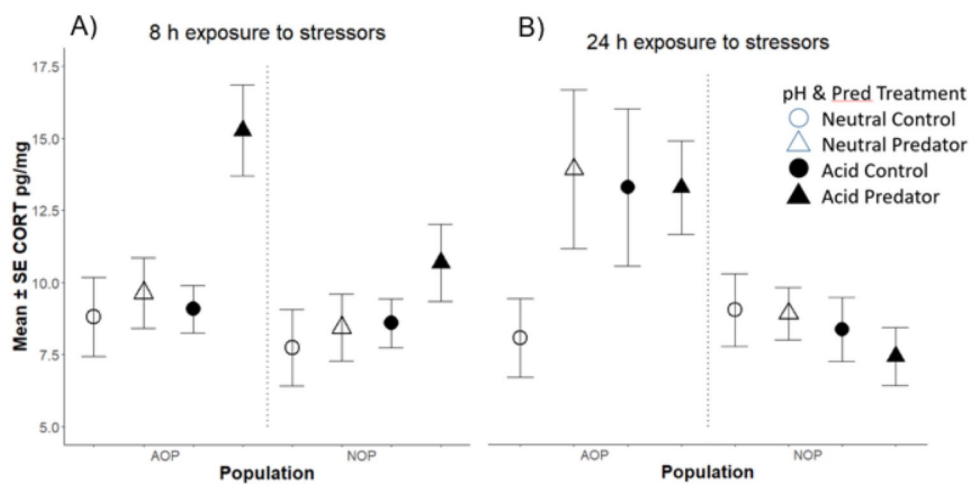 A)
8 h exposure to stressors
B)
24 h exposure to stressors
Mean ± SE CORT pg/mg
17.5
15.0
12.5
10.0
7.5
5.0
pH & Pred Treatment
Neutral Control
Neutral Predator
Acid Control
Acid Predator
AOP
NOP
AOP
NOP
Population
Population